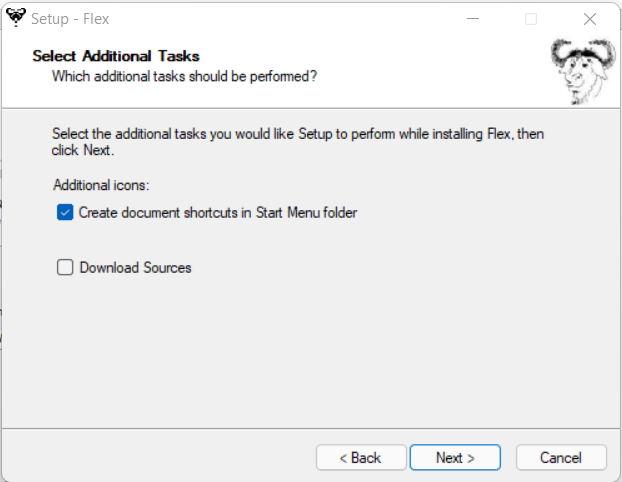 Setup - Flex
Select Additional Tasks
Which additional tasks should be performed?
Select the additional tasks you would like Setup to perform while installing Flex, then
click Next.
Additional icons:
Create document shortcuts in Start Menu folder
Download Sources
< Back
Next >
Cancel